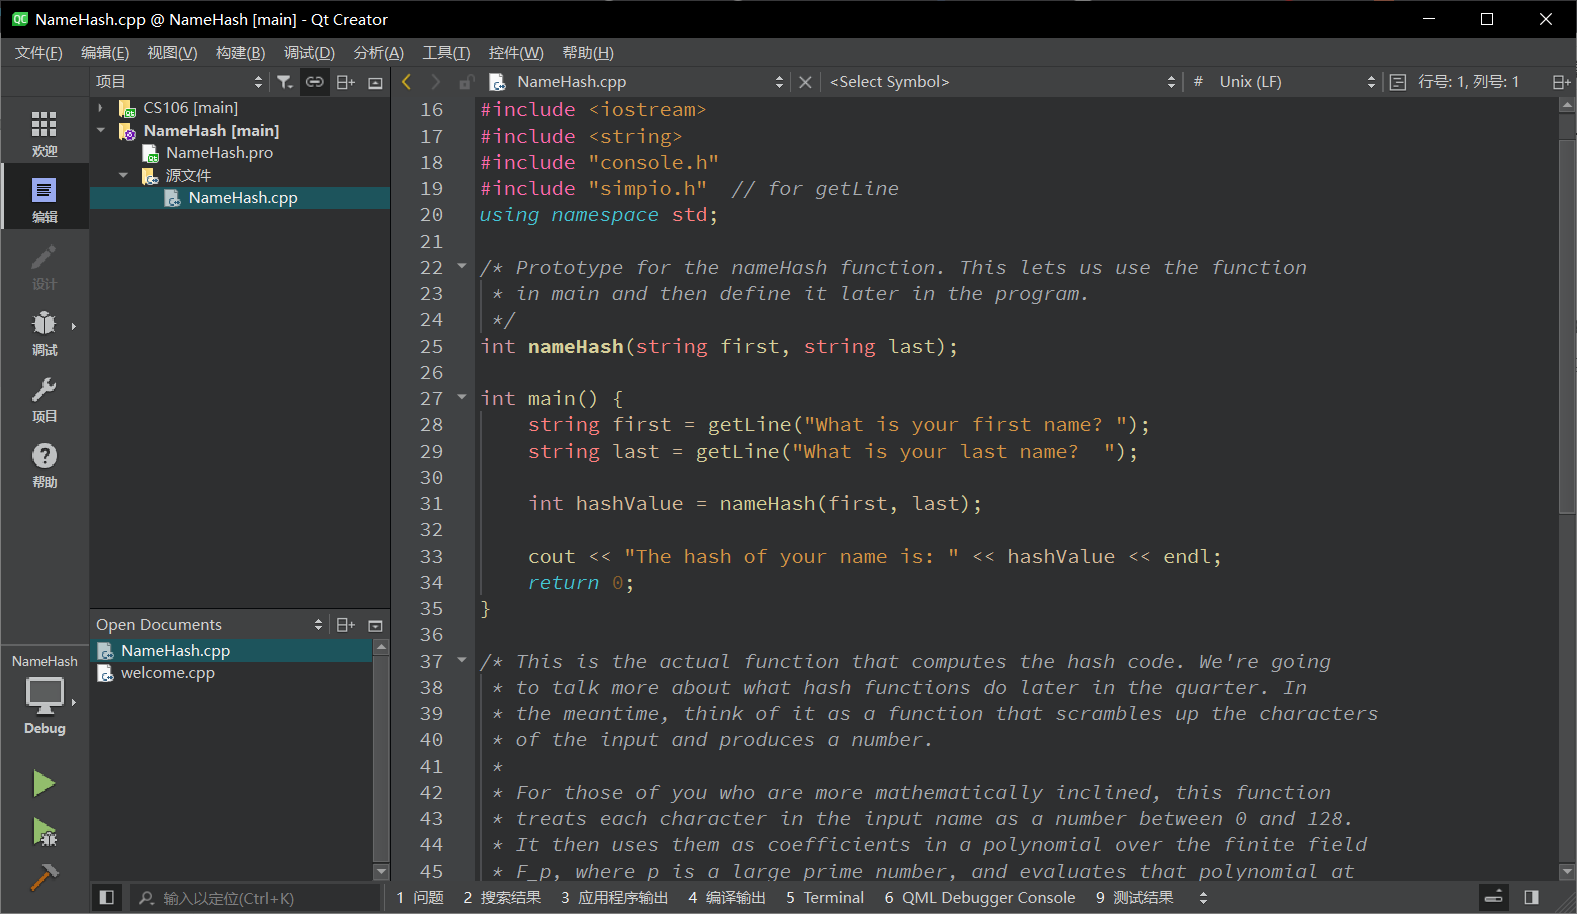 NameHash.cpp @ NameHash [main] - Qt Creator
文件(F) 编辑(E) 视图(V) 构建(B) 调试(D) 分析(A) 工具(T) 控件(W) 帮助(H)
项目
NameHash.cpp
<Select Symbol>
# Unix (LF)
行号: 1, 列号: 1
欢迎
编辑
设计
调试
项目
帮助
NameHash
Debug
CS106 [main]
NameHash [main]
NameHash.pro
源文件
NameHash.cpp
Open Documents
NameHash.cpp
welcome.cpp
16 #include <iostream>
17 #include <string>
18 #include "console.h"
19 #include "simpio.h"  // for getLine
20 using namespace std;
21
22 /* Prototype for the nameHash function. This lets us use the function
23  * in main and then define it later in the program.
24  */
25 int nameHash(string first, string last);
26
27 int main() {
28     string first = getLine("What is your first name? ");
29     string last = getLine("What is your last name?  ");
30
31     int hashValue = nameHash(first, last);
32
33     cout << "The hash of your name is: " << hashValue << endl;
34     return 0;
35 }
36
37 /* This is the actual function that computes the hash code. We're going
38  * to talk more about what hash functions do later in the quarter. In
39  * the meantime, think of it as a function that scrambles up the characters
40  * of the input and produces a number.
41  *
42  * For those of you who are more mathematically inclined, this function
43  * treats each character in the input name as a number between 0 and 128.
44  * It then uses them as coefficients in a polynomial over the finite field
45  * F_p, where p is a large prime number, and evaluates that polynomial at
输入以定位(Ctrl+K)
1 问题 2 搜索结果 3 应用程序输出 4 编译输出 5 Terminal 6 QML Debugger Console 9 测试结果